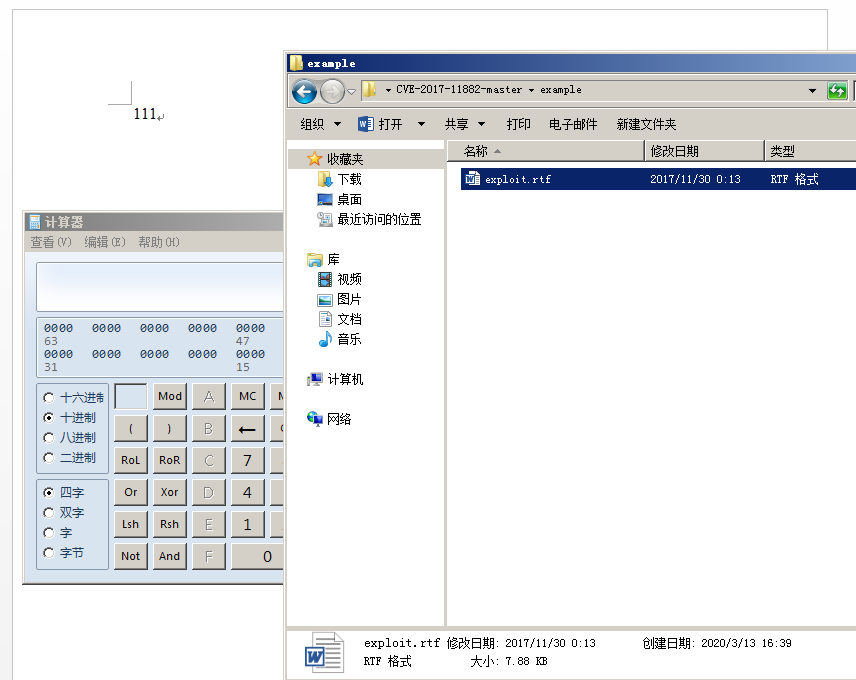 111
example
CVE-2017-11882-master example
组织 打开 共享 打印 电子邮件 新建文件夹
收藏夹
下载
桌面
最近访问的位置
库
视频
图片
文档
音乐
计算机
网络
名称 修改日期 类型
exploit.rtf 2017/11/30 0:13 RTF 格式
exploit.rtf 修改日期: 2017/11/30 0:13 创建日期: 2020/3/13 16:39
RTF 格式 大小: 7.88 KB
计算器
查看(V) 编辑(E) 帮助(H)
0000 0000 0000 0000 0000
63 47
0000 0000 0000 0000 0000
31 15
十六进制
十进制
八进制
二进制
四字
双字
字
字节
Mod A MC
( ) B ←
RoL RoR C 7
Or Xor D 4
Lsh Rsh E 1
Not And F 0